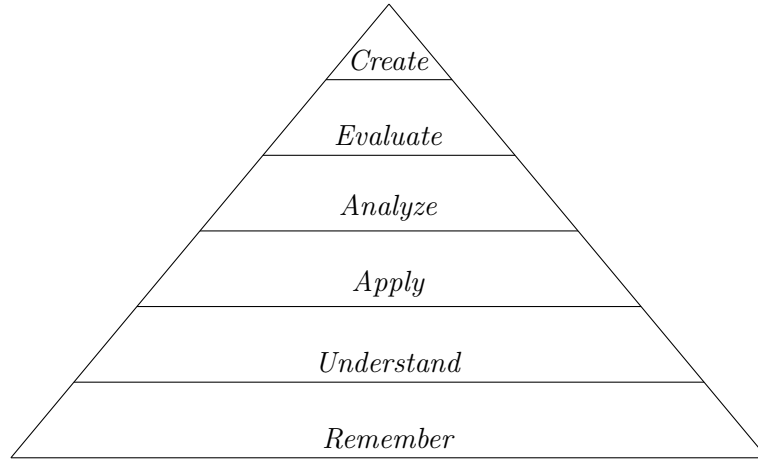 Create
Evaluate
Analyze
Apply
Understand
Remember